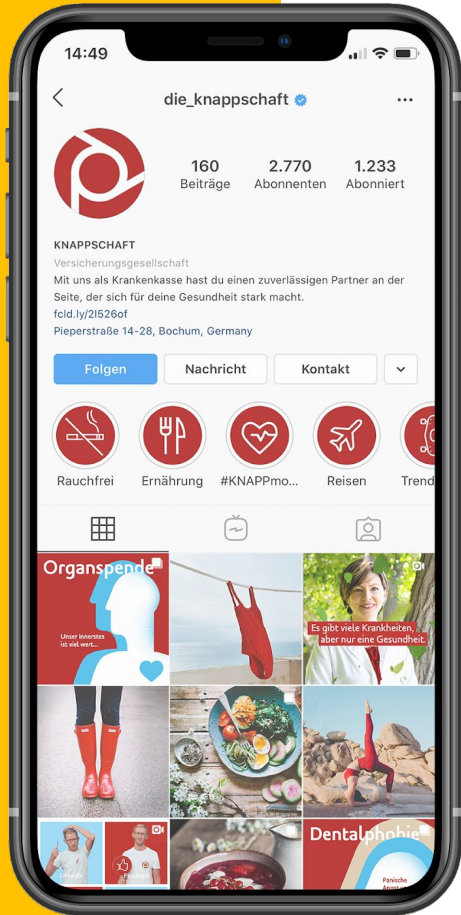 14:49
die_knappschaft
160 2.770 1.233
Beiträge Abonnenten Abonniert
KNAPPSCHAFT
Versicherungsgesellschaft
Mit uns als Krankenkasse hast du einen zuverlässigen Partner an der
Seite, der sich für deine Gesundheit stark macht.
fcld.ly/2l526of
Pieperstraße 14-28, Bochum, Germany
Folgen Nachricht Kontakt
Rauchfrei Ernährung #KNAPPmo... Reisen Trend
Organspende
Unser Innerstes
ist viel wert...
Es gibt viele Krankheiten,
aber nur eine Gesundheit.
Dentalphobie
Panische